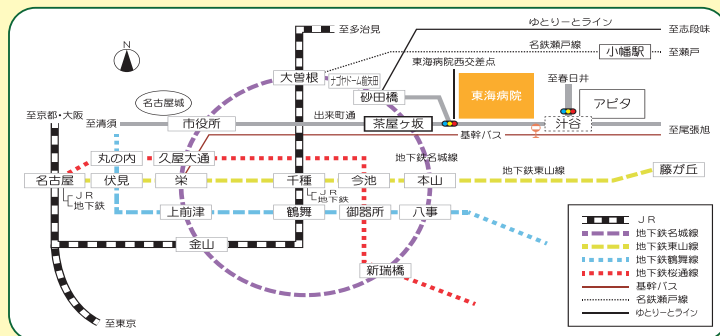 至多治見
ゆとりーとライン
至志段味
名鉄瀬戸線
小幡駅
至瀬戸
N
大曽根
ナゴヤドーム前矢田
東海病院西交差点
至春日井
名古屋城
砂田橋
東海病院
アピタ
至京都・大阪
至清須
市役所
出来町通
茶屋ヶ坂
汁谷
至尾張旭
基幹バス
丸の内
久屋大通
地下鉄名城線
地下鉄東山線
藤が丘
名古屋
伏見
栄
千種
今池
本山
JR
地下鉄
JR
地下鉄
上前津
鶴舞
御器所
八事
金山
新瑞橋
至東京
JR
地下鉄名城線
地下鉄東山線
地下鉄鶴舞線
地下鉄桜通線
基幹バス
名鉄瀬戸線
ゆとりーとライン